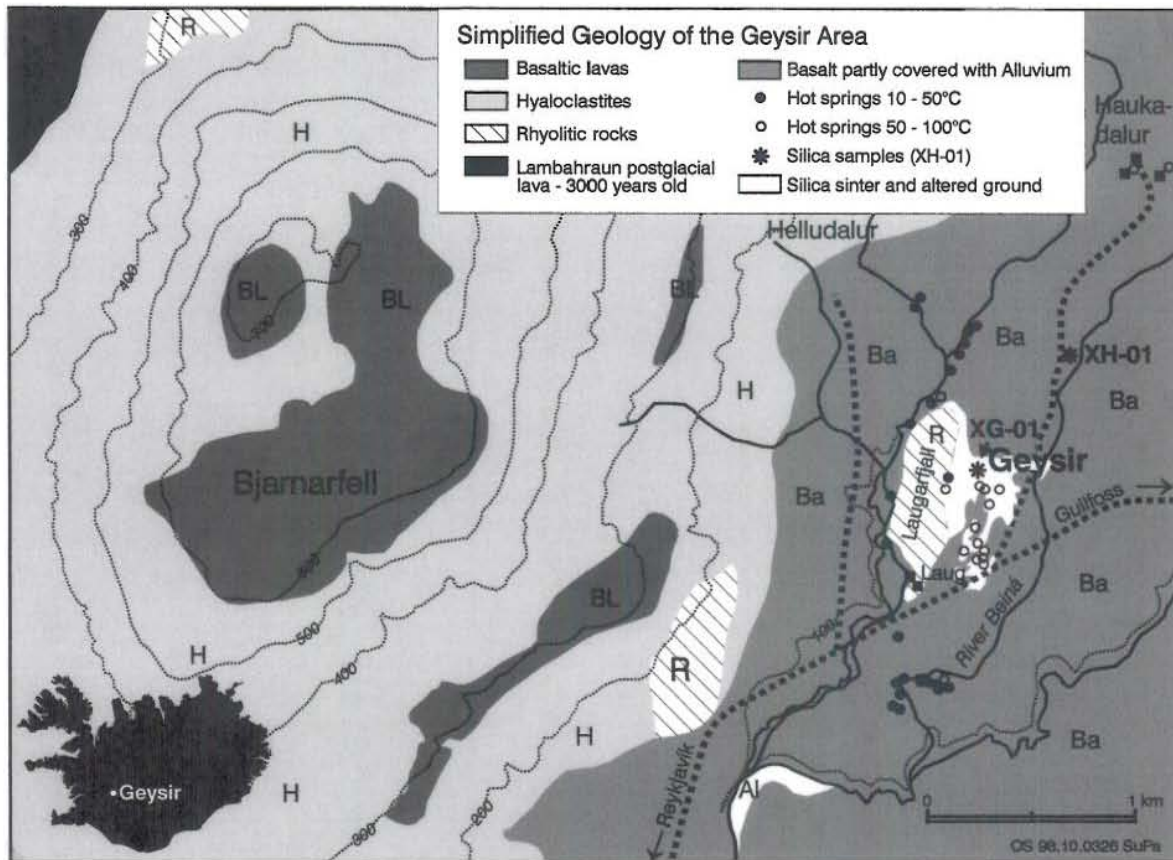 Simplified Geology of the Geysir Area
Basaltic lavas
Hyaloclastites
Rhyolitic rocks
Lambahraun postglacial
lava - 3000 years old
Basalt partly covered with Alluvium
Hot springs 10 - 50°C
Hot springs 50 - 100°C
Silica samples (XH-01)
Silica sinter and altered ground
R
H
Hauka-
dalur
Helludalur
300
400
BL
BL
BL
Ba
Ba
XH-01
Ba
H
R
XG-01
Geysir
Laugarfjall
Bjarnarfell
Ba
Gullfoss
→
Laug
BL
100
River Beiná
Ba
500
H
400
R
H
Ba
Geysir
H
300
200
← Reykjavík
Al
0 1 km
OS 98.10.0326 SuPa